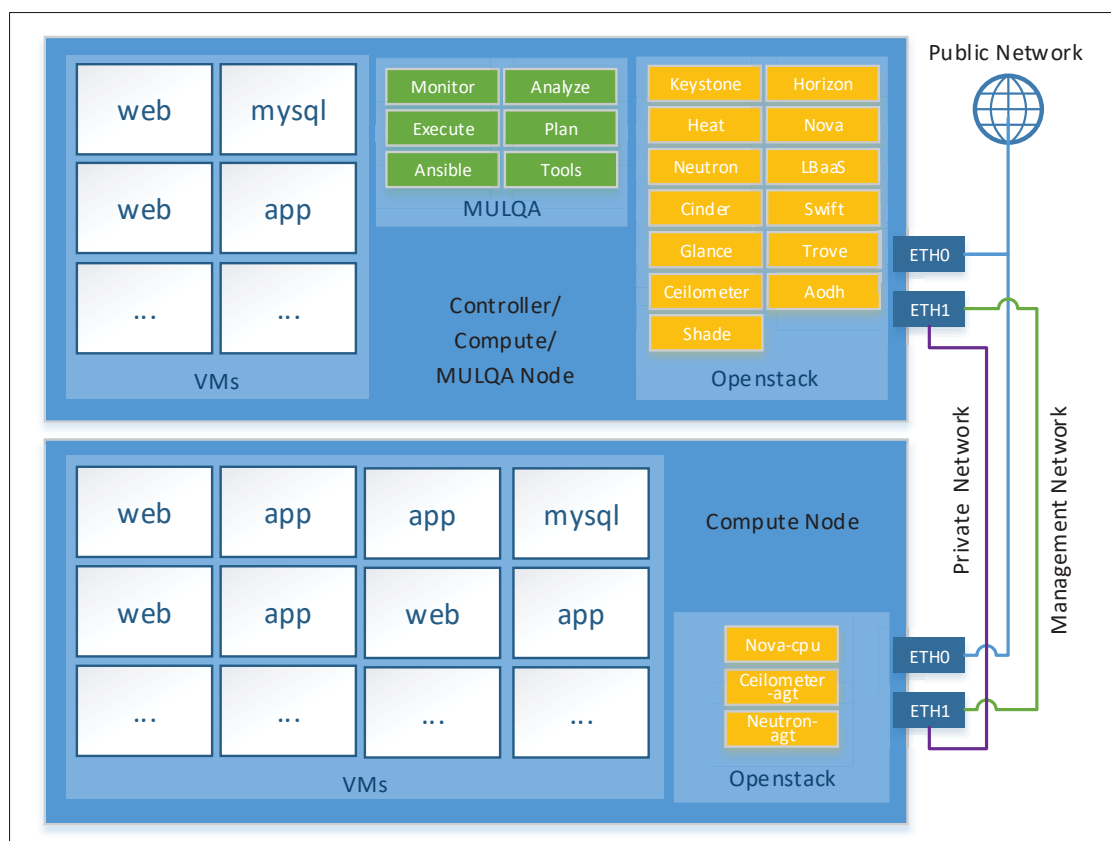 Public Network
web
mysql
web
app
...
...
VMs
Monitor
Analyze
Execute
Plan
Ansible
Tools
MULQA
Controller/
Compute/
MULQA Node
Keystone
Horizon
Heat
Nova
Neutron
LBaaS
Cinder
Swift
Glance
Trove
Ceilometer
Aodh
Shade
Openstack
ETH0
ETH1
Private Network
Management Network
web
app
app
mysql
web
app
web
app
...
...
...
...
VMs
Compute Node
Nova-cpu
Ceilometer
-agt
Neutron-
agt
Openstack
ETH0
ETH1